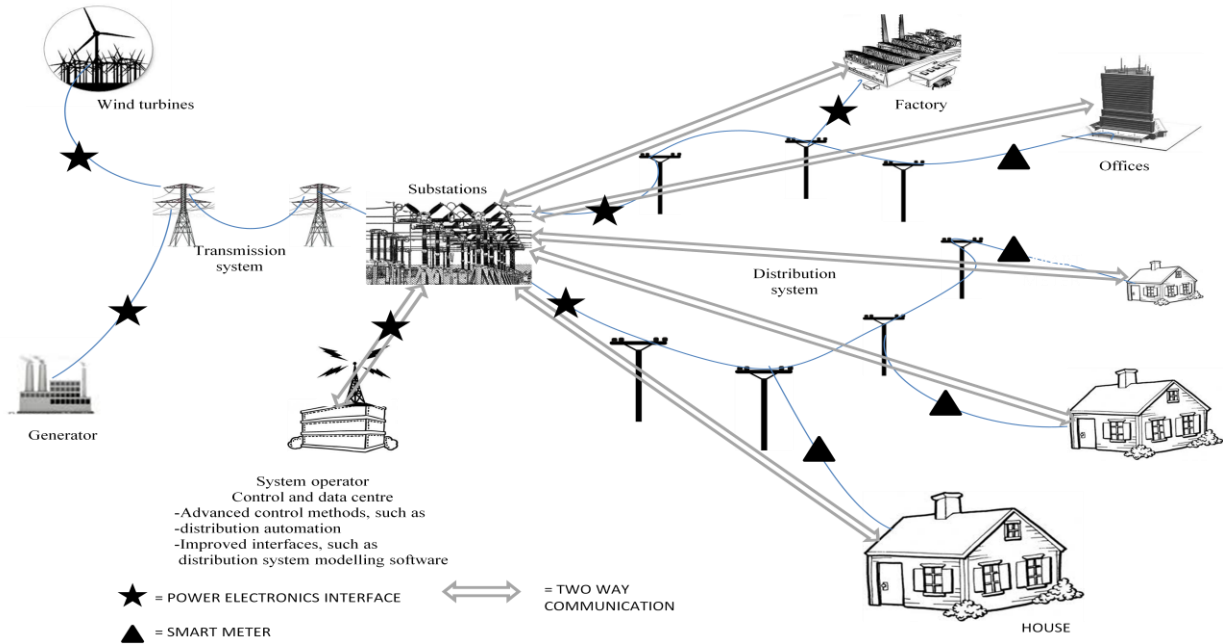 Wind turbines
Factory
Offices
Substations
Transmission
system
Distribution
system
Generator
System operator
Control and data centre
-Advanced control methods, such as
-distribution automation
-Improved interfaces, such as
distribution system modelling software
= POWER ELECTRONICS INTERFACE
= TWO WAY
COMMUNICATION
= SMART METER
HOUSE